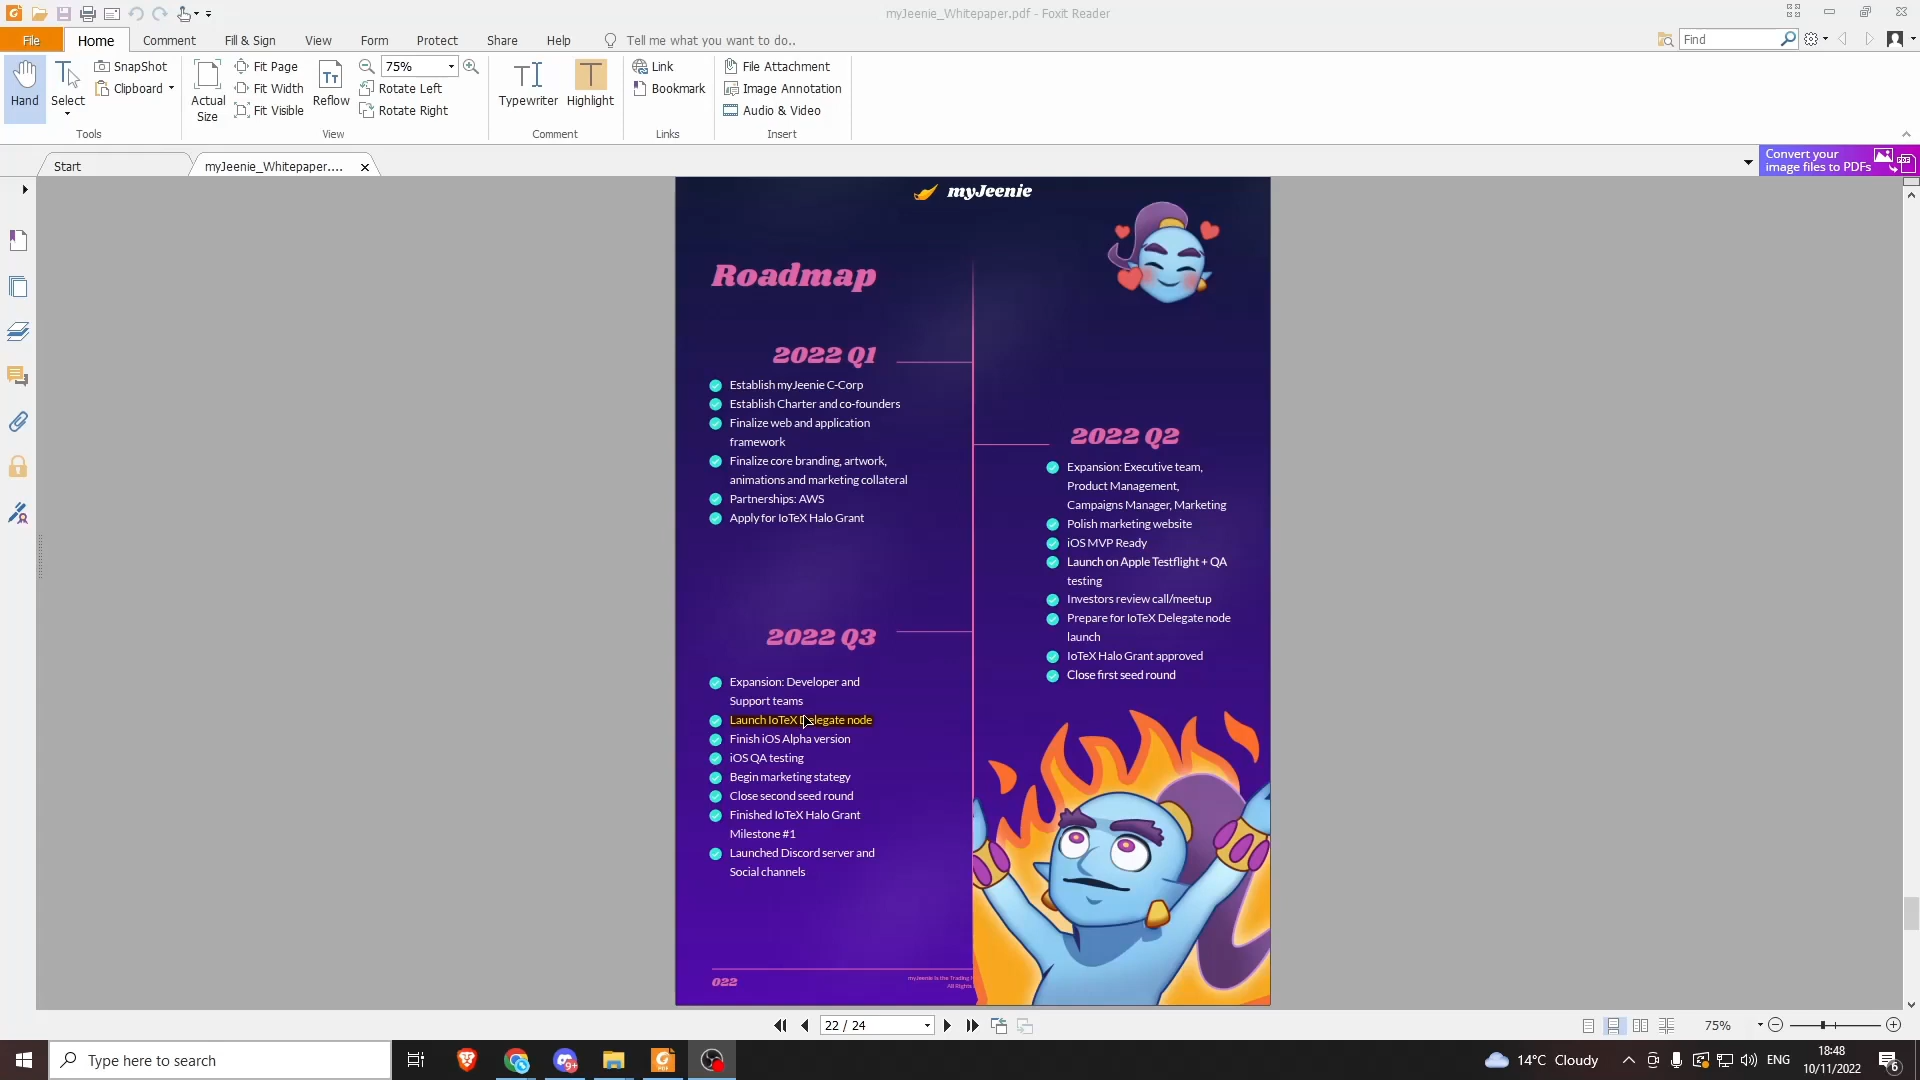 myJeenie_Whitepaper.pdf - Foxit Reader
File
Home
Comment
Fill & Sign
View
Form
Protect
Share
Help
Tell me what you want to do..
Find
Hand
Select
SnapShot
Clipboard
Tools
Actual
Size
Fit Page
Fit Width
Fit Visible
Reflow
75%
Rotate Left
Rotate Right
View
Typewriter
Highlight
Comment
Link
Bookmark
Links
File Attachment
Image Annotation
Audio & Video
Insert
Start
myJeenie_Whitepaper....
Convert your
image files to PDFs
myJeenie
Roadmap
2022 Q1
Establish myJeenie C-Corp
Establish Charter and co-founders
Finalize web and application
framework
Finalize core branding, artwork,
animations and marketing collateral
Partnerships: AWS
Apply for IoTeX Halo Grant
2022 Q2
Expansion: Executive team,
Product Management,
Campaigns Manager, Marketing
Polish marketing website
iOS MVP Ready
Launch on Apple Testflight + QA
testing
Investors review call/meetup
Prepare for IoTeX Delegate node
launch
IoTeX Halo Grant approved
Close first seed round
2022 Q3
Expansion: Developer and
Support teams
Launch IoTeX Delegate node
Finish iOS Alpha version
iOS QA testing
Begin marketing stategy
Close second seed round
Finished IoTeX Halo Grant
Milestone #1
Launched Discord server and
Social channels
022
myJeenie is the Trading
All Rights
22 / 24
75%
Type here to search
9+
14°C Cloudy
ENG
18:48
10/11/2022
6